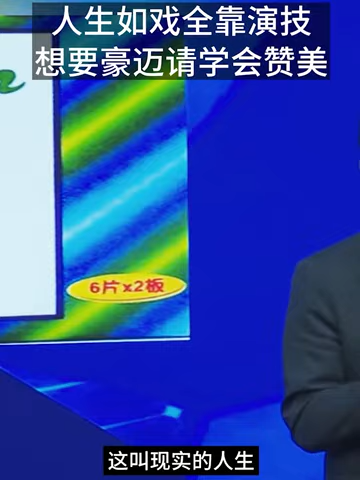 人生如戏全靠演技
想要豪迈请学会赞美
6片x2板
这叫现实的人生